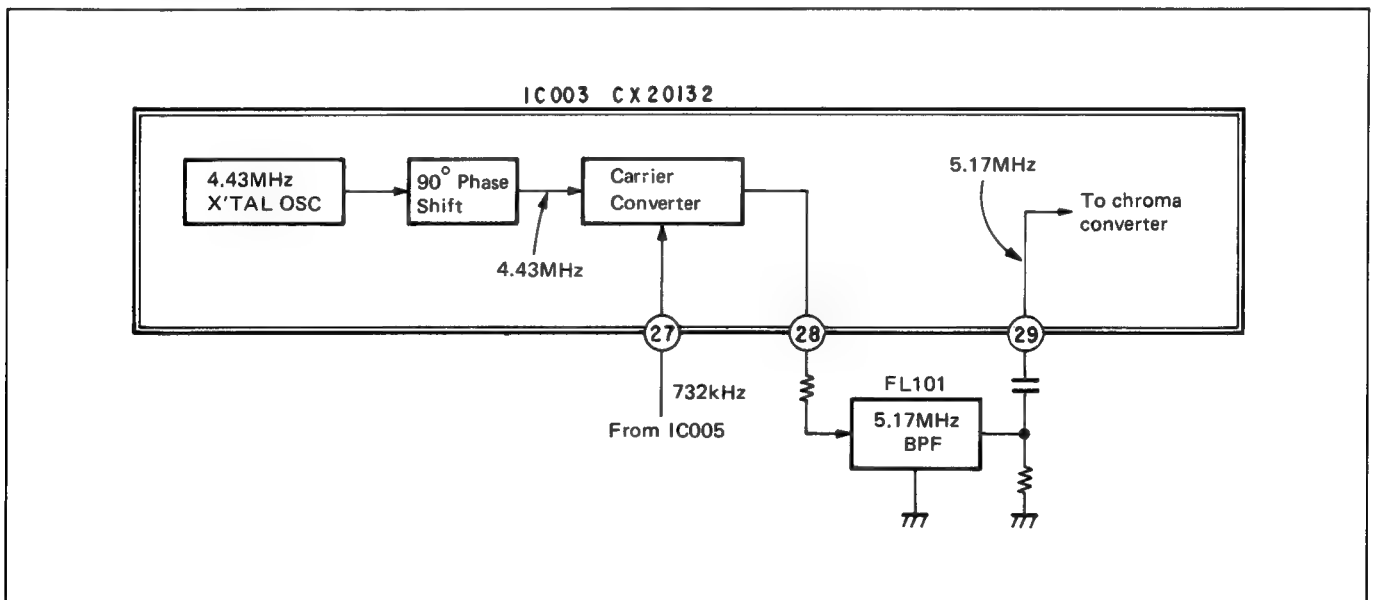 IC003 CX20132
4.43MHz
X'TAL OSC
90° Phase
Shift
4.43MHz
Carrier
Converter
5.17MHz
To chroma
converter
27
28
29
732kHz
From IC005
FL101
5.17MHz
BPF